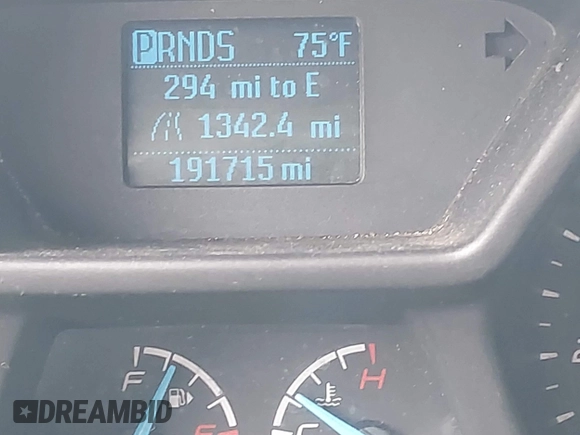 PRNDS 75°F
294 mi to E
1342.4 mi
191715 mi
F H
E C
DREAMBID